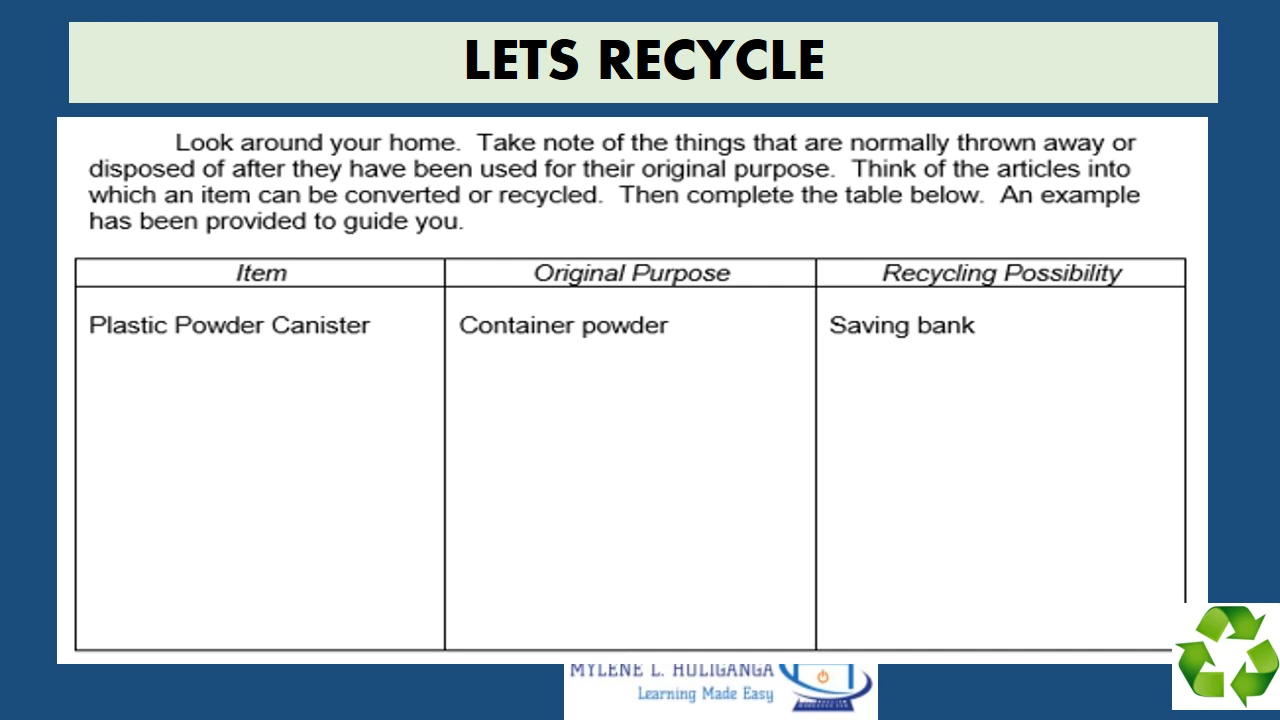 LETS RECYCLE
Look around your home. Take note of the things that are normally thrown away or
disposed of after they have been used for their original purpose. Think of the articles into
which an item can be converted or recycled. Then complete the table below. An example
has been provided to guide you.
Item Original Purpose Recycling Possibility
Plastic Powder Canister Container powder Saving bank
MYLENE L. HULIGANGA
Learning Made Easy